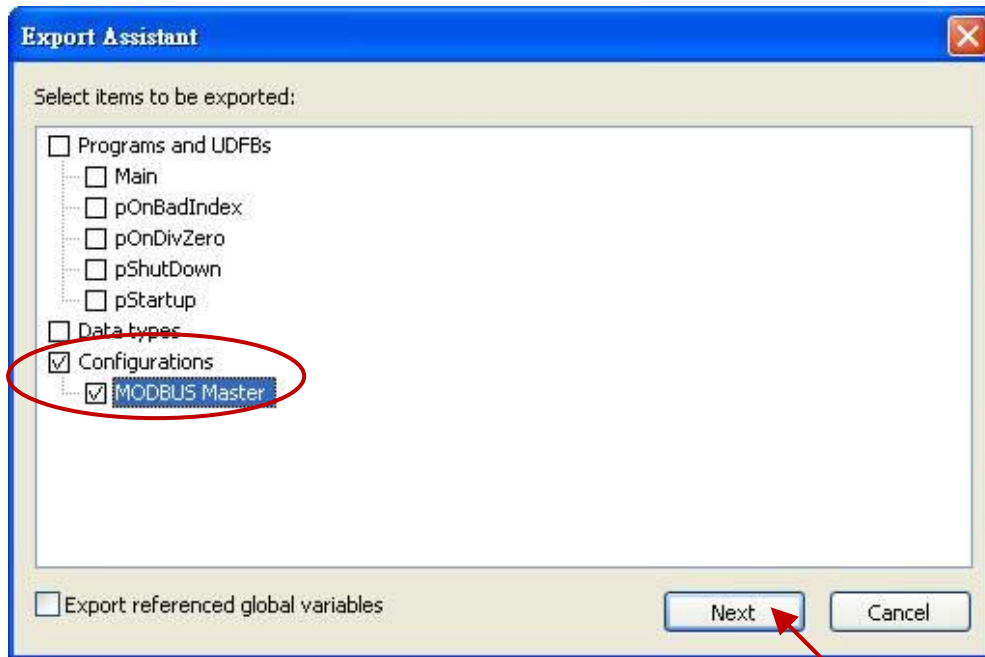 Export Assistant
Select items to be exported:
Programs and UDFBs
Main
pOnBadIndex
pOnDivZero
pShutDown
pStartup
Data types
Configurations
MODBUS Master
Export referenced global variables
Next Cancel